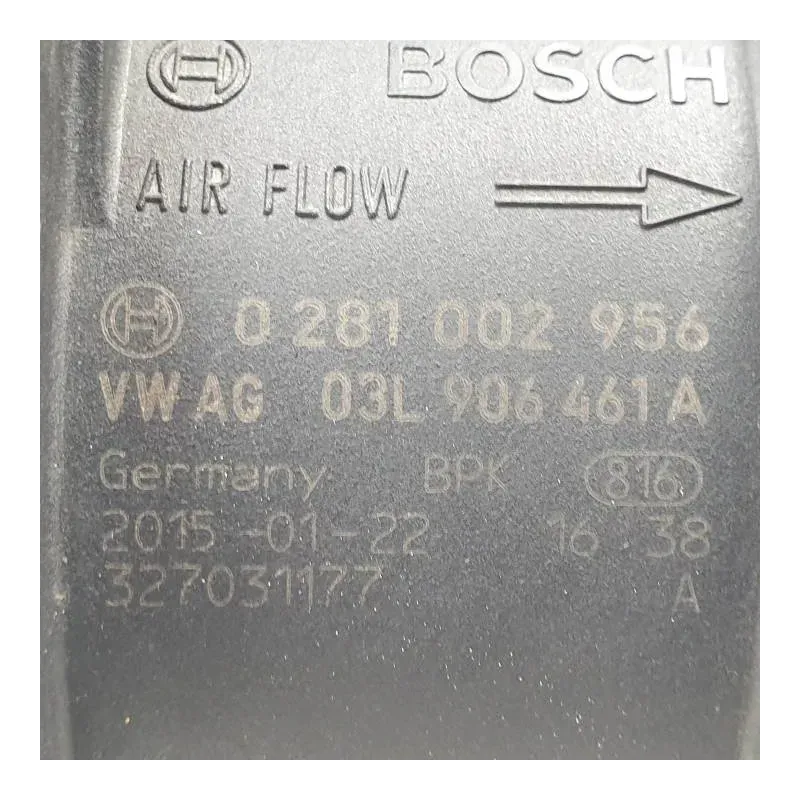 BOSCH
AIR FLOW
0 281 002 956
VW AG 03L 906 461 A
Germany BPK 816
2015-01-22 16 38
327031177 A